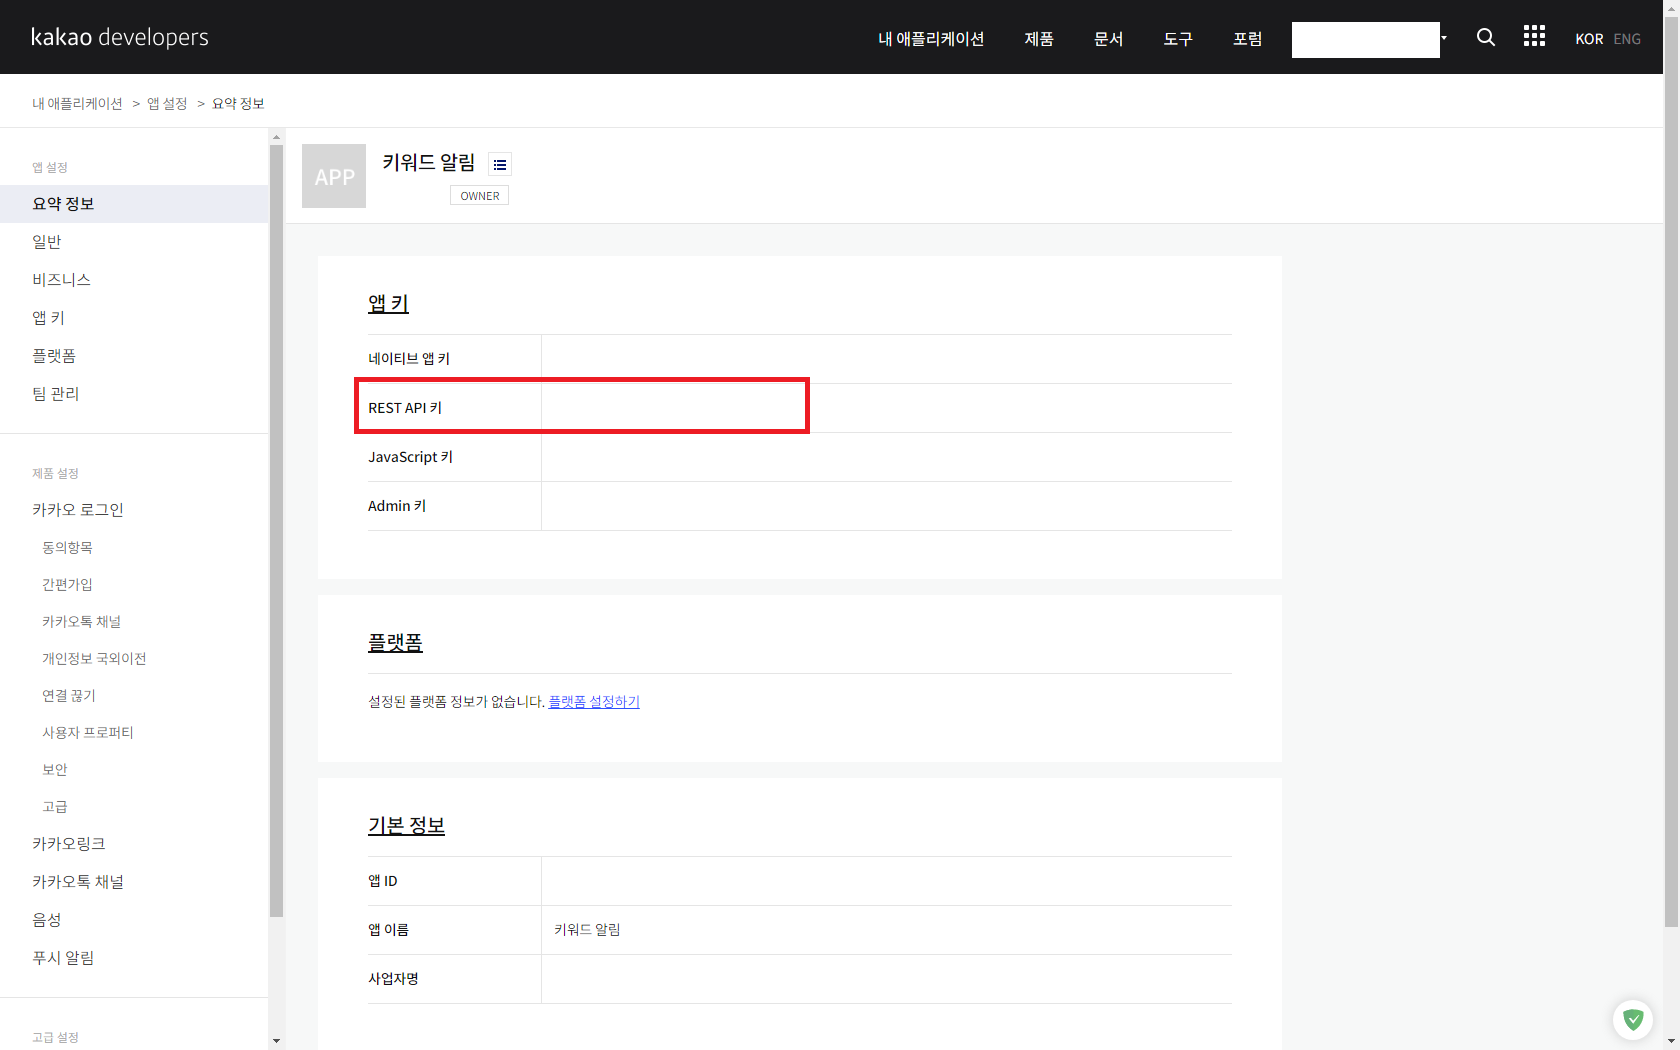 kakao developers
내 애플리케이션 제품 문서 도구 포럼 KOR ENG
내 애플리케이션 > 앱 설정 > 요약 정보
앱 설정
요약 정보
일반
비즈니스
앱 키
플랫폼
팀 관리
제품 설정
카카오 로그인
동의항목
간편가입
카카오톡 채널
개인정보 국외이전
연결 끊기
사용자 프로퍼티
보안
고급
카카오링크
카카오톡 채널
음성
푸시 알림
고급 설정
APP
키워드 알림
OWNER
앱 키
네이티브 앱 키
REST API 키
JavaScript 키
Admin 키
플랫폼
설정된 플랫폼 정보가 없습니다. 플랫폼 설정하기
기본 정보
앱 ID
앱 이름 키워드 알림
사업자명